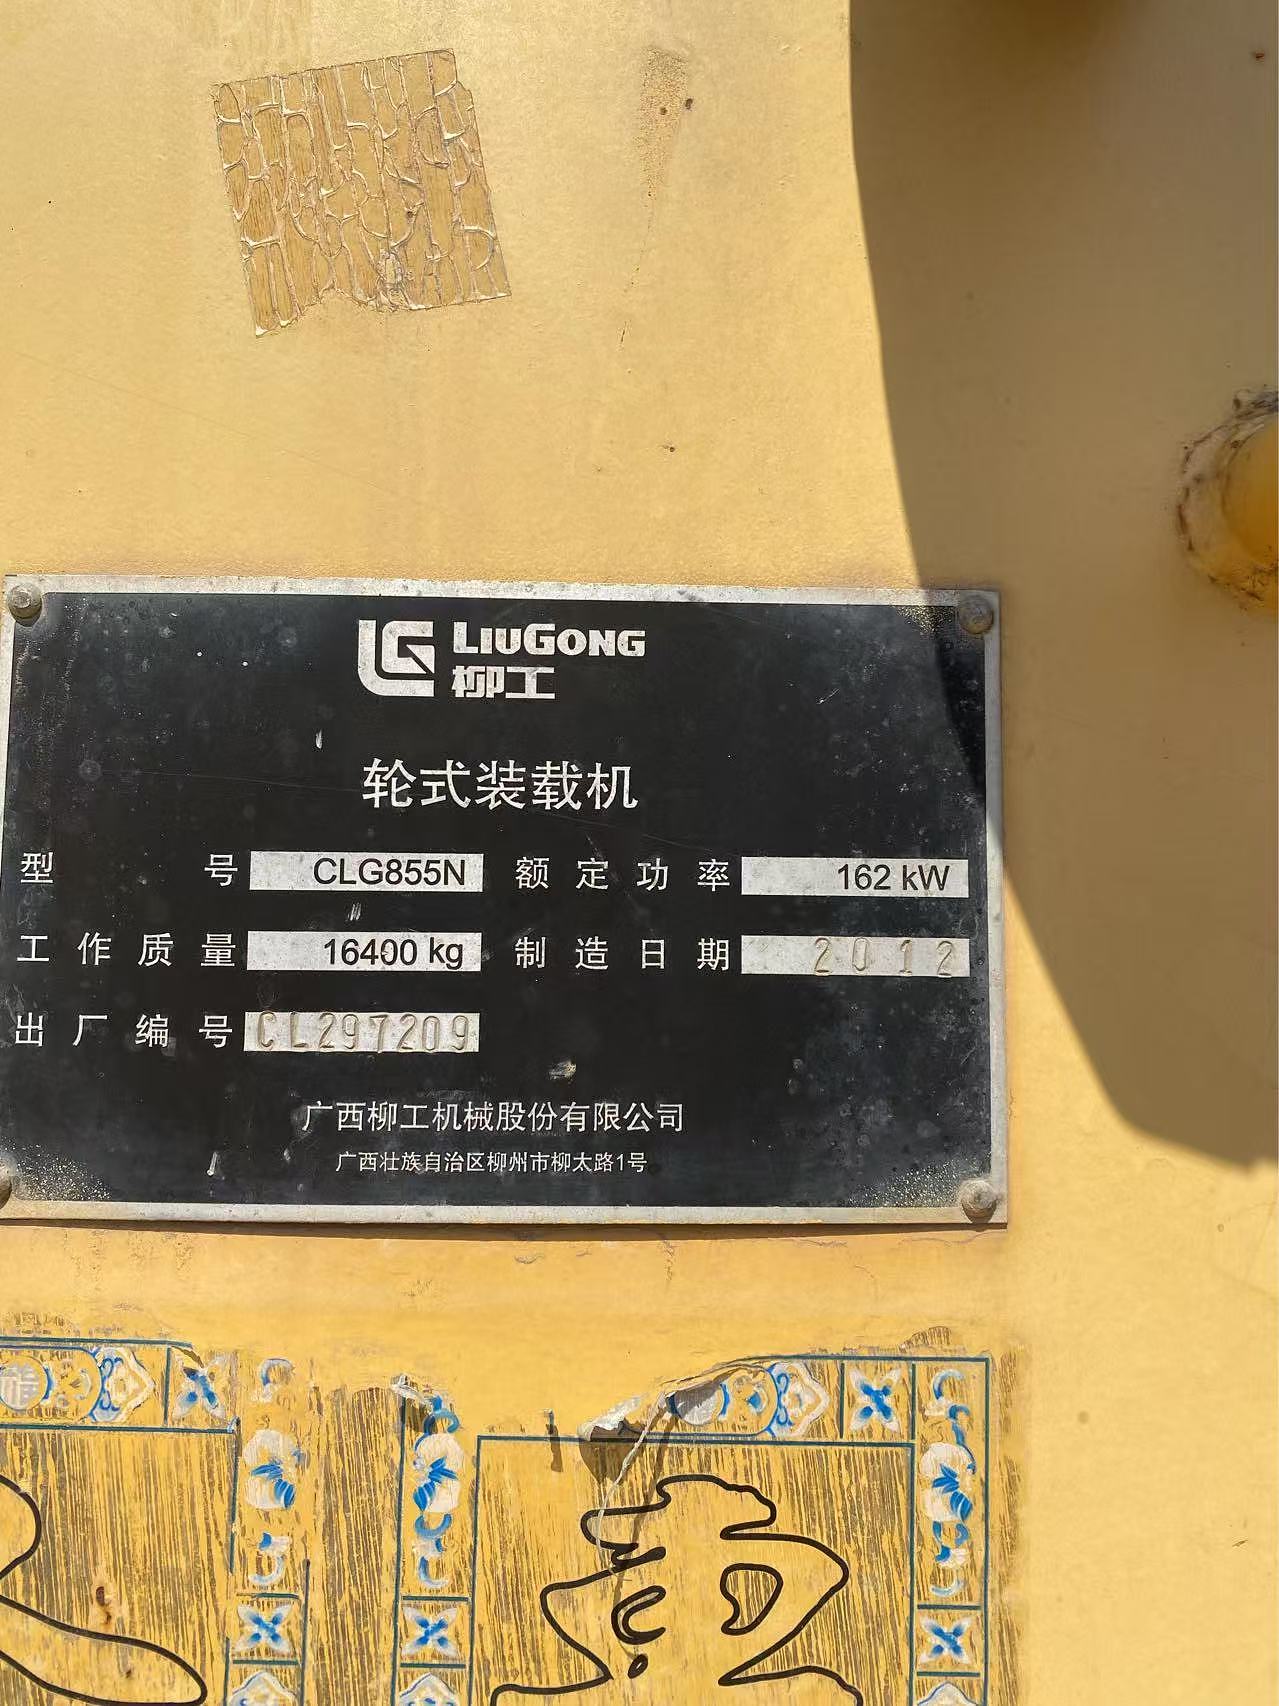 LIUGONG
柳工
轮式装载机
型号 CLG855N 额定功率 162 kW
工作质量 16400 kg 制造日期 2012
出厂编号 CL297209
广西柳工机械股份有限公司
广西壮族自治区柳州市柳太路1号